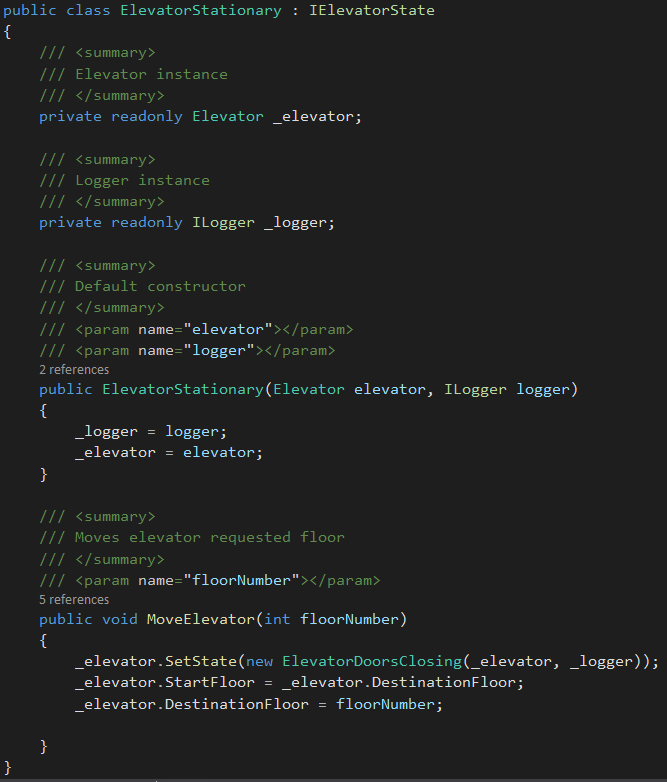 public class ElevatorStationary : IElevatorState
{
/// <summary>
/// Elevator instance
/// </summary>
private readonly Elevator _elevator;
/// <summary>
/// Logger instance
/// </summary>
private readonly ILogger _logger;
/// <summary>
/// Default constructor
/// </summary>
/// <param name="elevator"></param>
/// <param name="logger"></param>
2 references
public ElevatorStationary(Elevator elevator, ILogger logger)
{
_logger = logger;
_elevator = elevator;
}
/// <summary>
/// Moves elevator requested floor
/// </summary>
/// <param name="floorNumber"></param>
5 references
public void MoveElevator(int floorNumber)
{
_elevator.SetState(new ElevatorDoorsClosing(_elevator, _logger));
_elevator.StartFloor = _elevator.DestinationFloor;
_elevator.DestinationFloor = floorNumber;
}
}